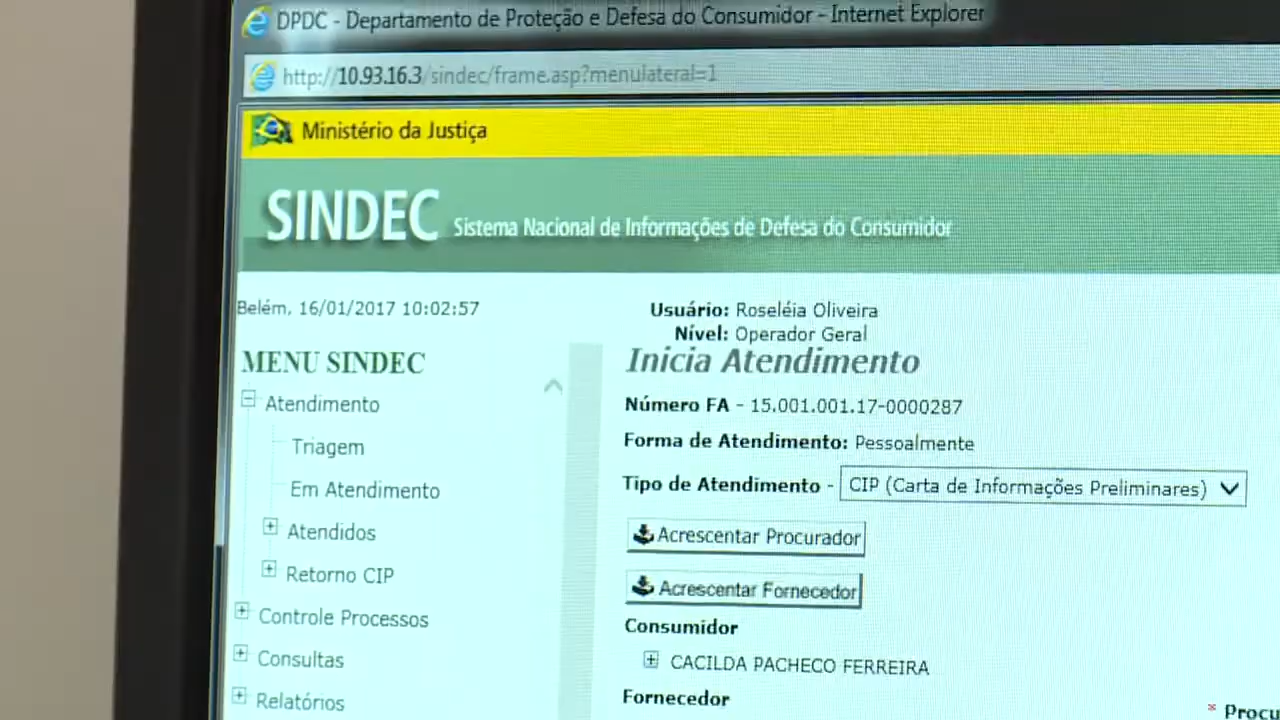 DPDC - Departamento de Proteção e Defesa do Consumidor - Internet Explorer
http://10.93.16.3/sindec/frame.asp?menulateral=1
Ministério da Justiça
SINDEC Sistema Nacional de Informações de Defesa do Consumidor
Belém, 16/01/2017 10:02:57
Usuário: Roseléia Oliveira
Nível: Operador Geral
MENU SINDEC
Atendimento
Triagem
Em Atendimento
Atendidos
Retorno CIP
Controle Processos
Consultas
Relatórios
Inicia Atendimento
Número FA - 15.001.001.17-0000287
Forma de Atendimento: Pessoalmente
Tipo de Atendimento - CIP (Carta de Informações Preliminares)
Acrescentar Procurador
Acrescentar Fornecedor
Consumidor
CACILDA PACHECO FERREIRA
Fornecedor
* Procu